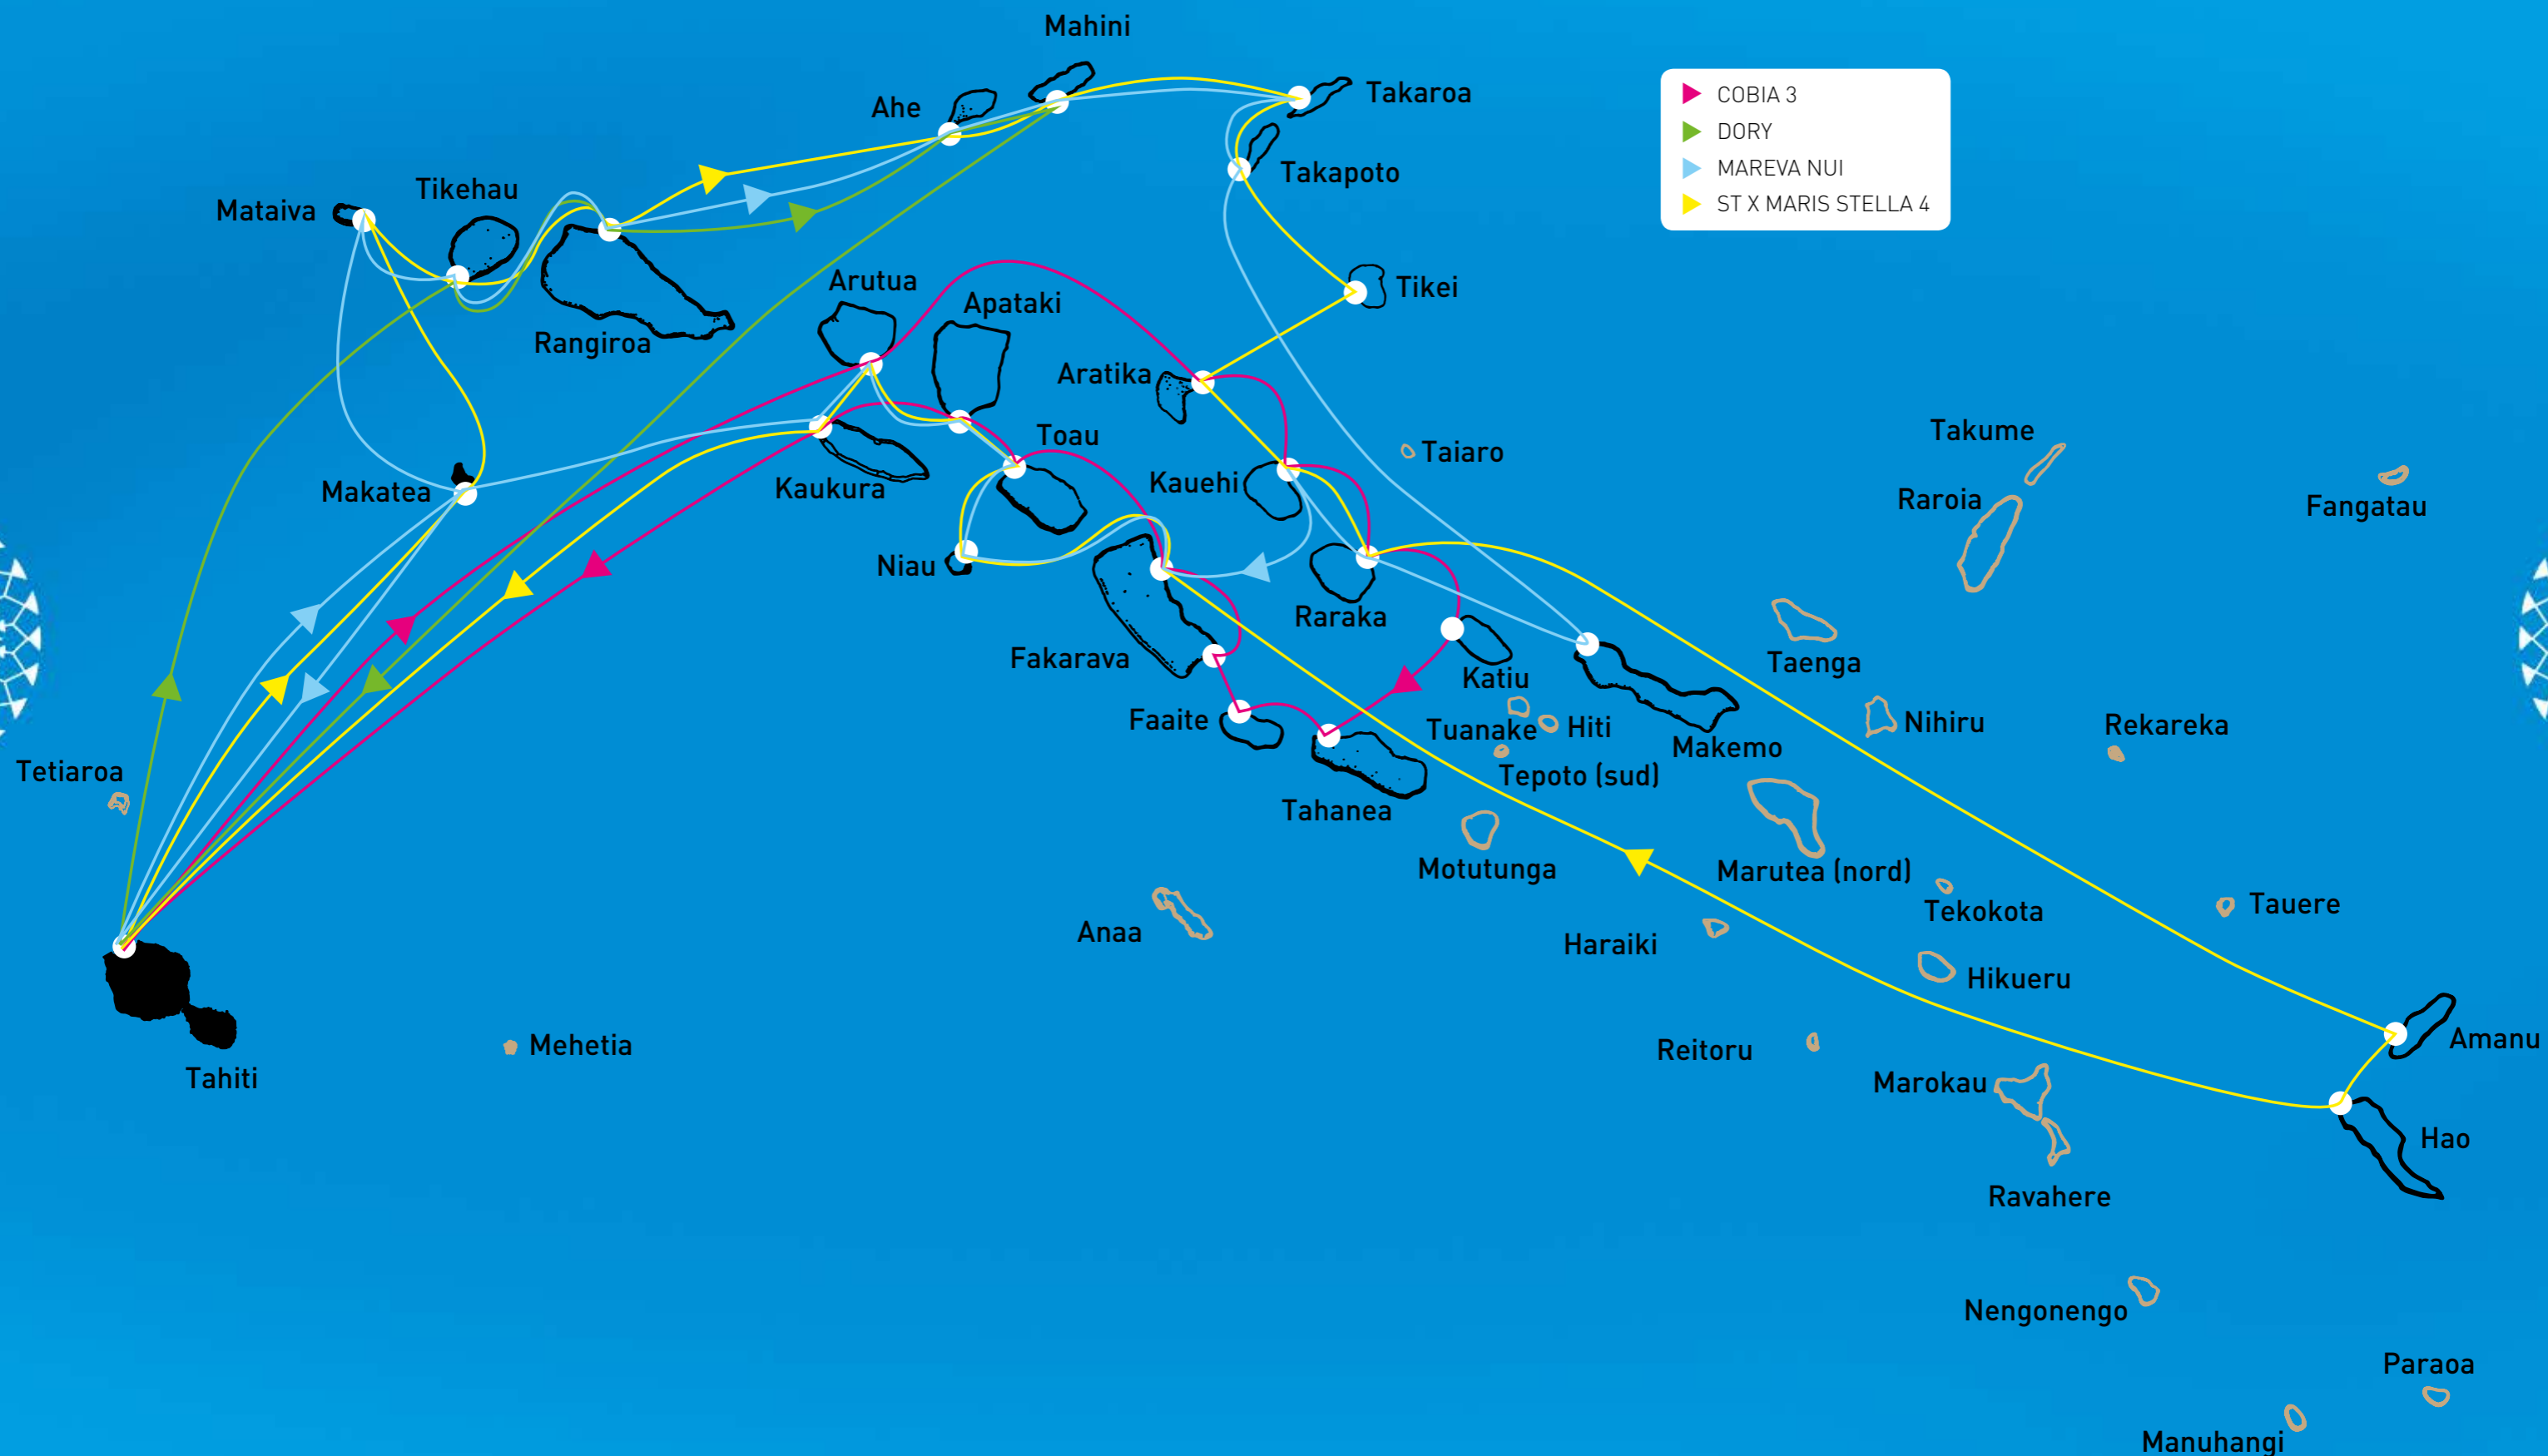 Mahini
Ahe
Takaroa
COBIA 3
DORY
MAREVA NUI
ST X MARIS STELLA 4
Takapoto
Tikehau
Mataiva
Arutua
Tikei
Apataki
Rangiroa
Aratika
Toau
Taiaro
Takume
Makatea
Kaukura
Kauehi
Raroia
Fangatau
Niau
Raraka
Fakarava
Taenga
Katiu
Faaite
Tuanake
Hiti
Nihiru
Rekareka
Makemo
Tetiaroa
Tepoto (sud)
Tahanea
Motutunga
Marutea (nord)
Tekokota
Tauere
Anaa
Haraiki
Hikueru
Mehetia
Reitoru
Amanu
Tahiti
Marokau
Hao
Ravahere
Nengonengo
Paraoa
Manuhangi